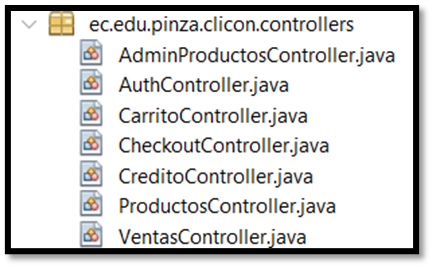 ec.edu.pinza.clicon.controllers
AdminProductosController.java
AuthController.java
CarritoController.java
CheckoutController.java
CreditoController.java
ProductosController.java
VentasController.java